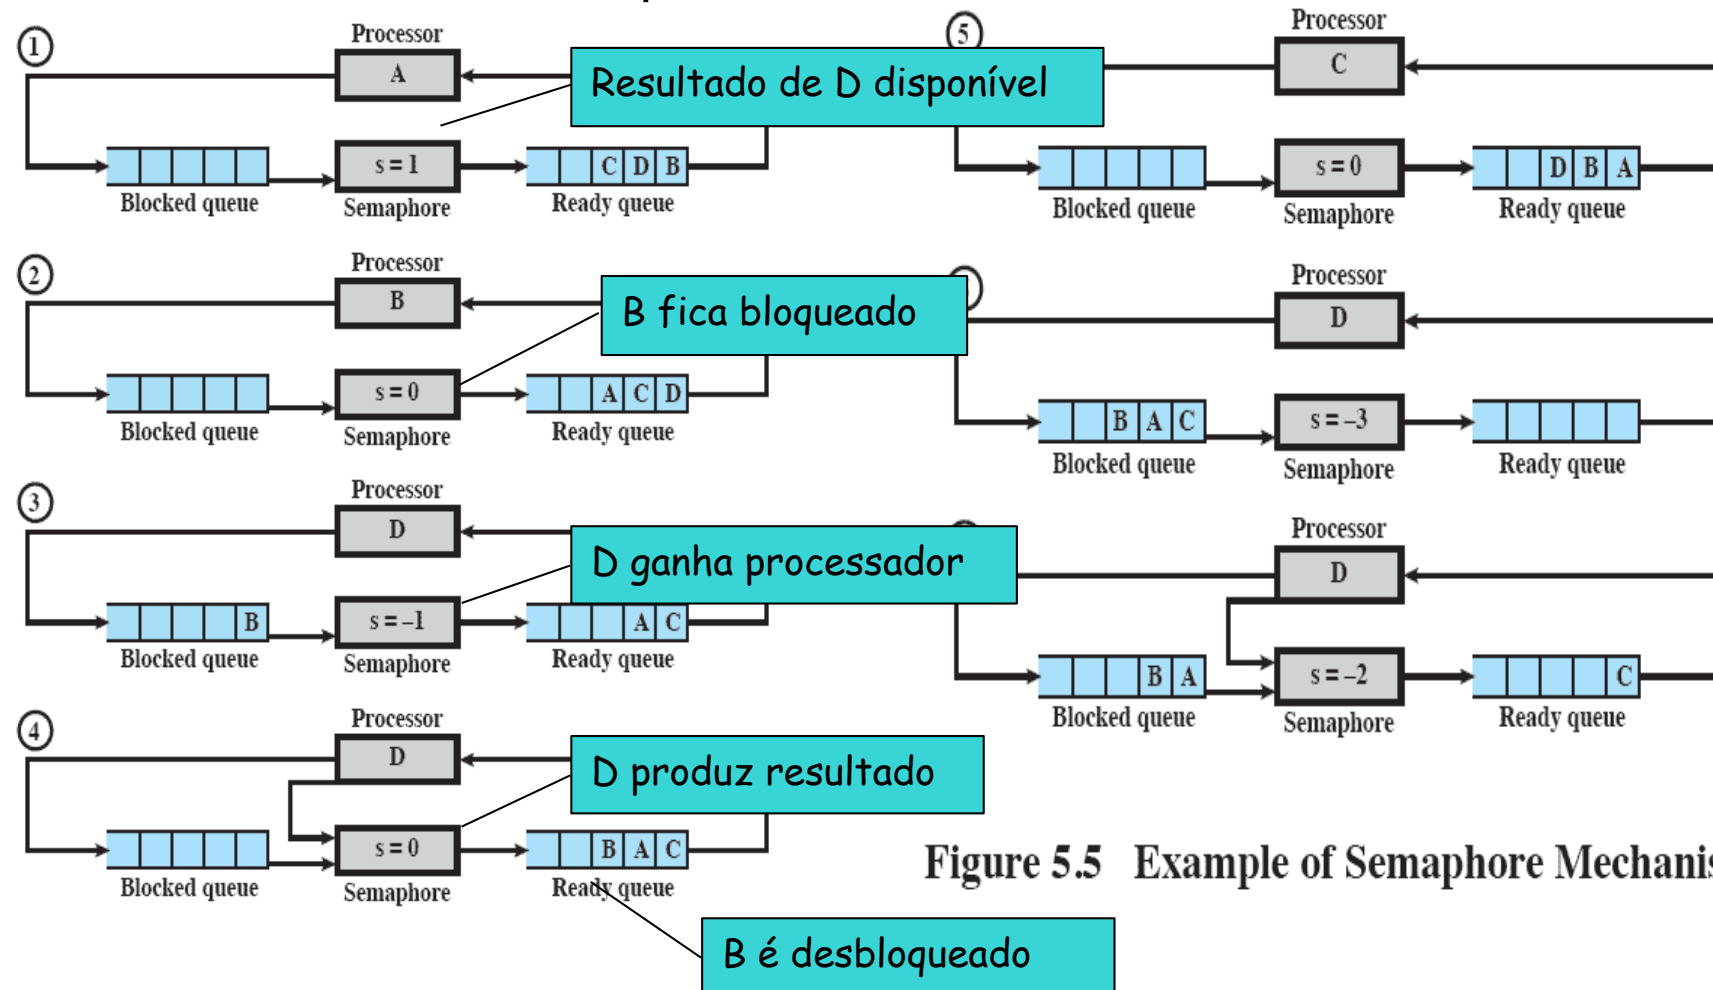 1
Processor
A
Resultado de D disponível
s = 1
C D B
Blocked queue
Semaphore
Ready queue
2
Processor
B
B fica bloqueado
s = 0
A C D
Blocked queue
Semaphore
Ready queue
3
Processor
D
D ganha processador
B
s = –1
A C
Blocked queue
Semaphore
Ready queue
4
Processor
D
D produz resultado
s = 0
B A C
Blocked queue
Semaphore
Ready queue
B é desbloqueado
5
Processor
C
s = 0
D B A
Blocked queue
Semaphore
Ready queue
Processor
D
B A C
s = –3
Blocked queue
Semaphore
Ready queue
Processor
D
B A
s = –2
C
Blocked queue
Semaphore
Ready queue
Figure 5.5 Example of Semaphore